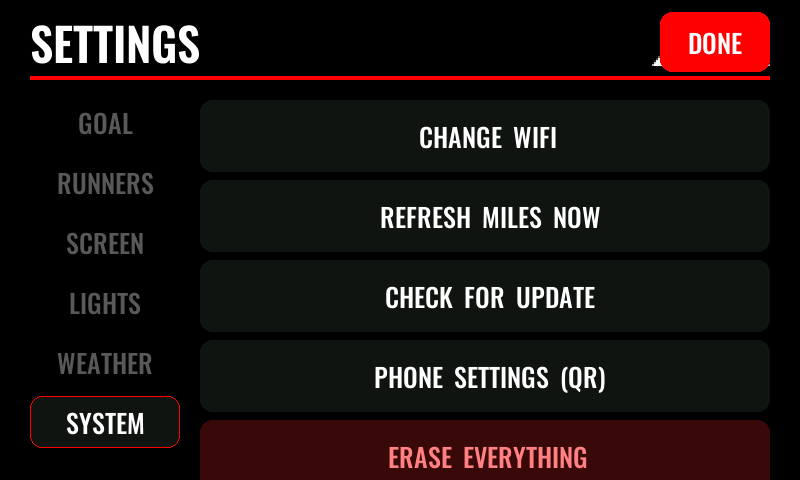 SETTINGS
DONE
GOAL
RUNNERS
SCREEN
LIGHTS
WEATHER
SYSTEM
CHANGE WIFI
REFRESH MILES NOW
CHECK FOR UPDATE
PHONE SETTINGS (QR)
ERASE EVERYTHING